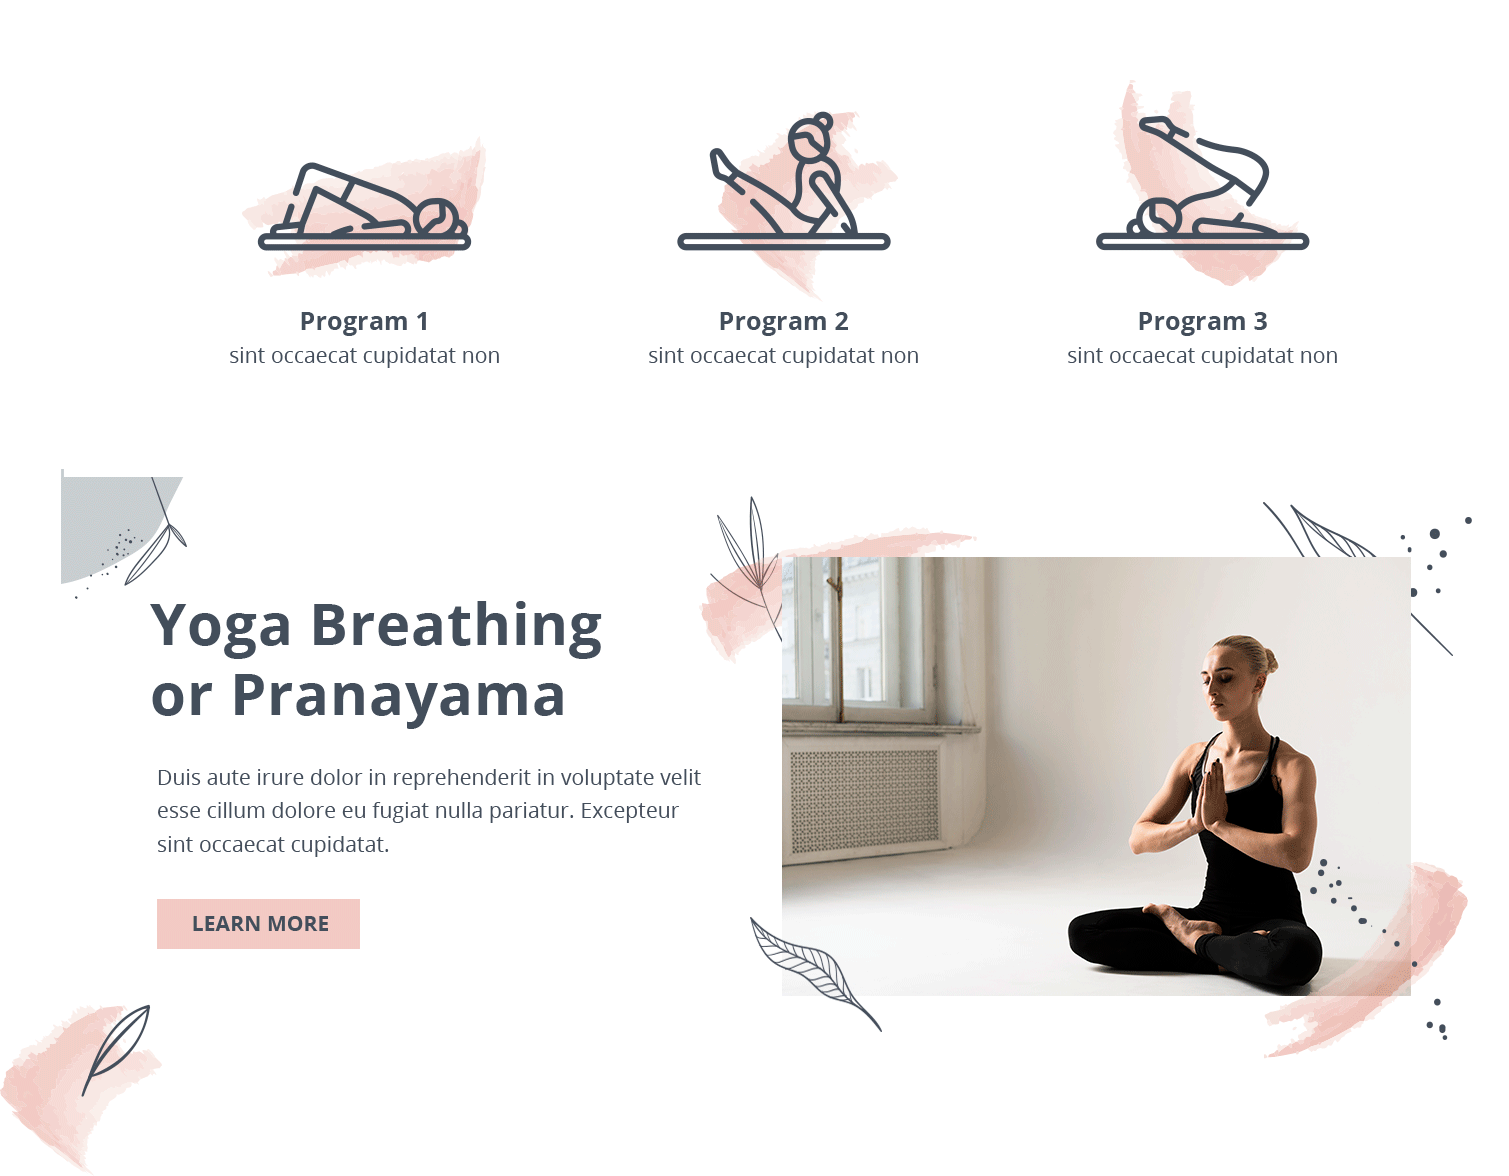 Program 1
sint occaecat cupidatat non
Program 2
sint occaecat cupidatat non
Program 3
sint occaecat cupidatat non
Yoga Breathing
or Pranayama
Duis aute irure dolor in reprehenderit in voluptate velit
esse cillum dolore eu fugiat nulla pariatur. Excepteur
sint occaecat cupidatat.
LEARN MORE